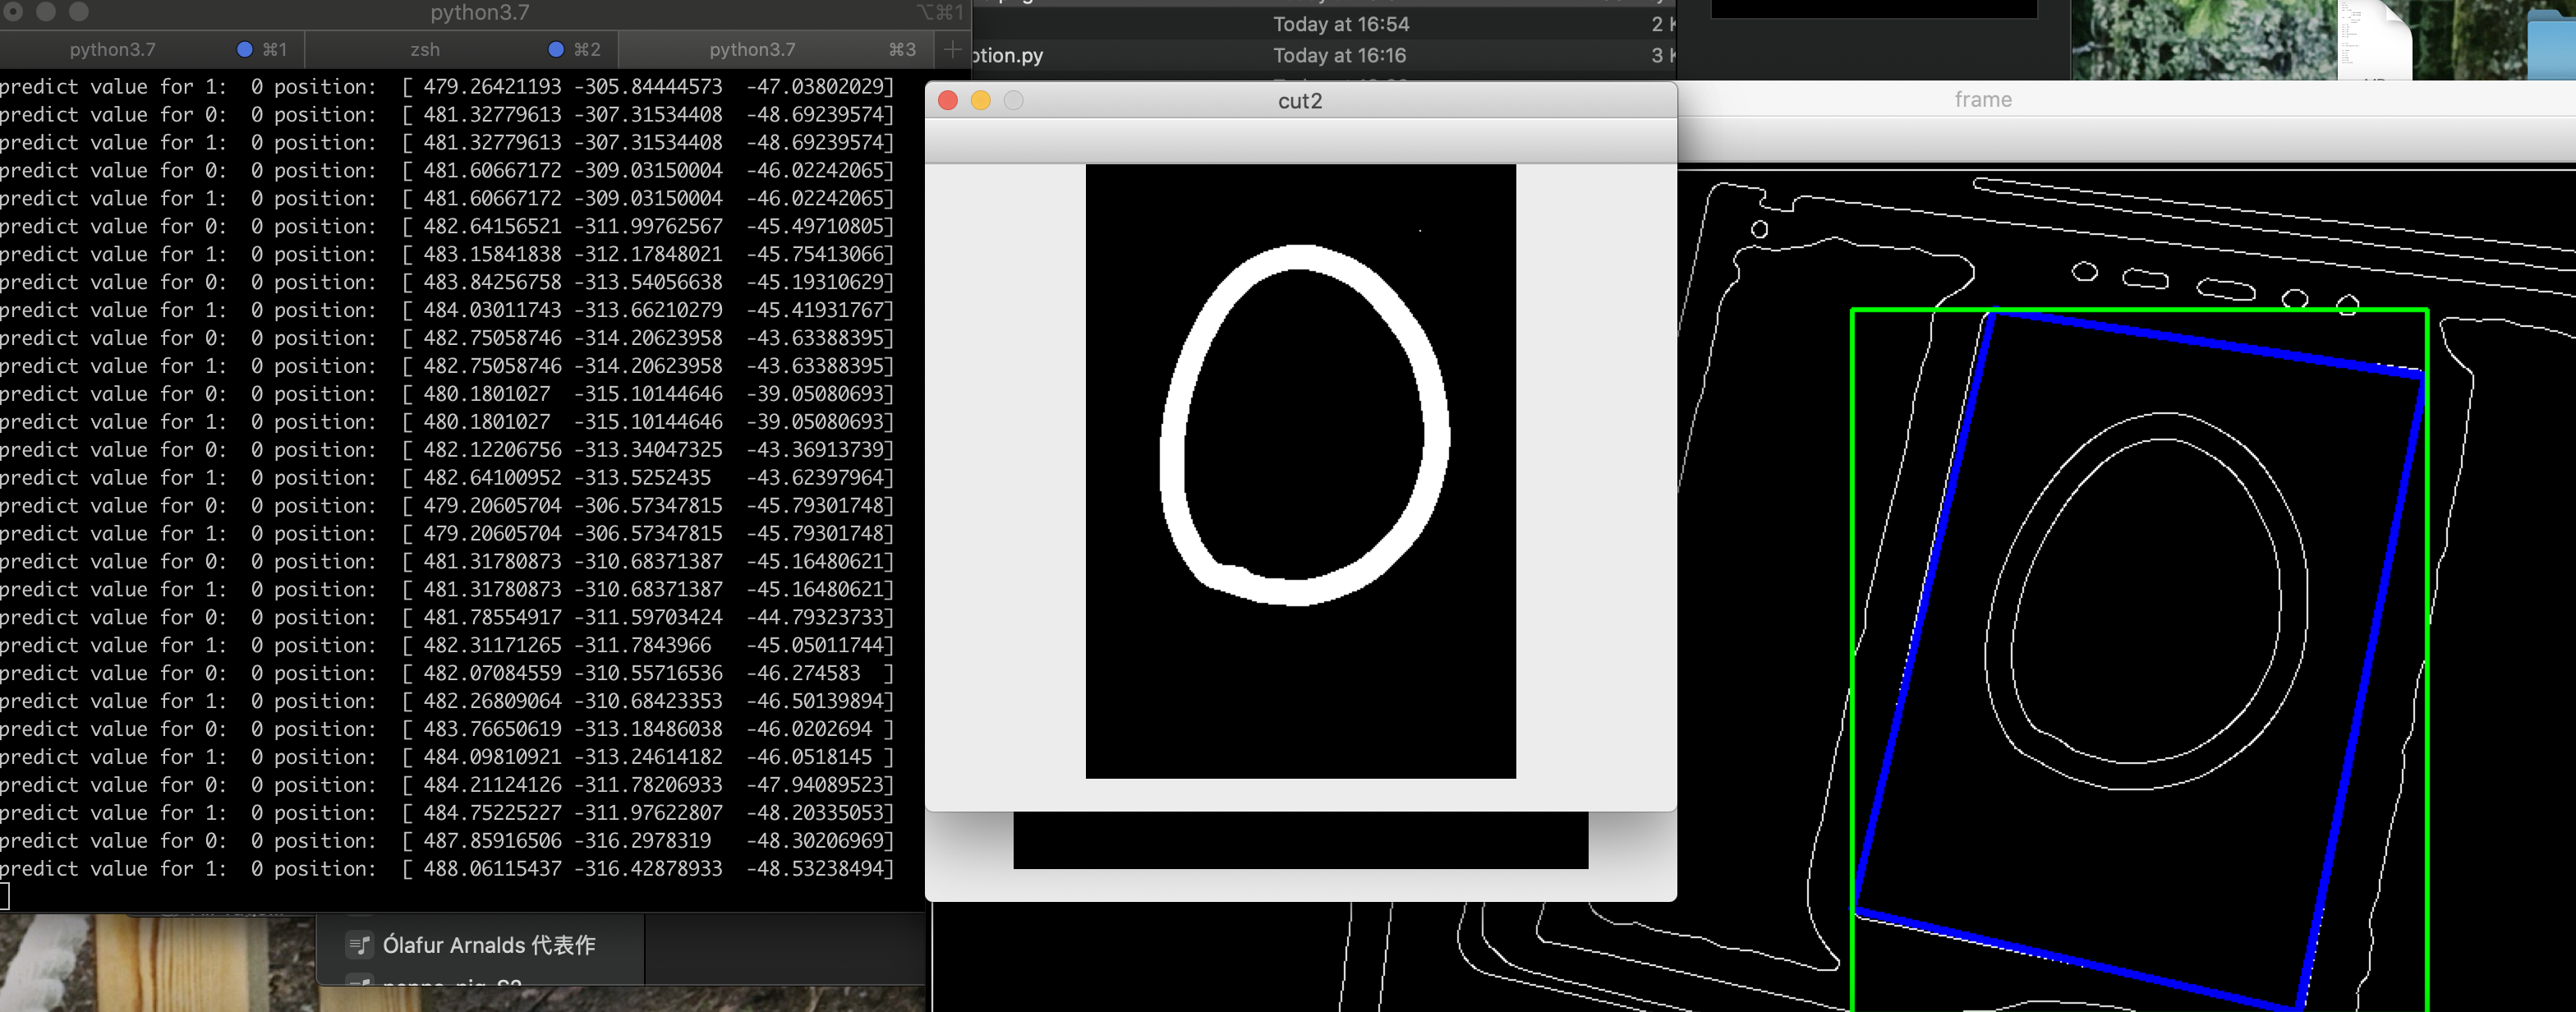 python3.7
⌥⌘1
python3.7 ⌘1
zsh ⌘2
python3.7 ⌘3
predict value for 1:  0 position:  [ 479.26421193 -305.84444573  -47.03802029]
predict value for 0:  0 position:  [ 481.32779613 -307.31534408  -48.69239574]
predict value for 1:  0 position:  [ 481.32779613 -307.31534408  -48.69239574]
predict value for 0:  0 position:  [ 481.60667172 -309.03150004  -46.02242065]
predict value for 1:  0 position:  [ 481.60667172 -309.03150004  -46.02242065]
predict value for 0:  0 position:  [ 482.64156521 -311.99762567  -45.49710805]
predict value for 1:  0 position:  [ 483.15841838 -312.17848021  -45.75413066]
predict value for 0:  0 position:  [ 483.84256758 -313.54056638  -45.19310629]
predict value for 1:  0 position:  [ 484.03011743 -313.66210279  -45.41931767]
predict value for 0:  0 position:  [ 482.75058746 -314.20623958  -43.63388395]
predict value for 1:  0 position:  [ 482.75058746 -314.20623958  -43.63388395]
predict value for 0:  0 position:  [ 480.1801027  -315.10144646  -39.05080693]
predict value for 1:  0 position:  [ 480.1801027  -315.10144646  -39.05080693]
predict value for 0:  0 position:  [ 482.12206756 -313.34047325  -43.36913739]
predict value for 1:  0 position:  [ 482.64100952 -313.5252435   -43.62397964]
predict value for 0:  0 position:  [ 479.20605704 -306.57347815  -45.79301748]
predict value for 1:  0 position:  [ 479.20605704 -306.57347815  -45.79301748]
predict value for 0:  0 position:  [ 481.31780873 -310.68371387  -45.16480621]
predict value for 1:  0 position:  [ 481.31780873 -310.68371387  -45.16480621]
predict value for 0:  0 position:  [ 481.78554917 -311.59703424  -44.79323733]
predict value for 1:  0 position:  [ 482.31171265 -311.7843966   -45.05011744]
predict value for 0:  0 position:  [ 482.07084559 -310.55716536  -46.274583  ]
predict value for 1:  0 position:  [ 482.26809064 -310.68423353  -46.50139894]
predict value for 0:  0 position:  [ 483.76650619 -313.18486038  -46.0202694 ]
predict value for 1:  0 position:  [ 484.09810921 -313.24614182  -46.0518145 ]
predict value for 0:  0 position:  [ 484.21124126 -311.78206933  -47.94089523]
predict value for 1:  0 position:  [ 484.75225227 -311.97622807  -48.20335053]
predict value for 0:  0 position:  [ 487.85916506 -316.2978319   -48.30206969]
predict value for 1:  0 position:  [ 488.06115437 -316.42878933  -48.53238494]
Today at 16:54 2 K
ption.py Today at 16:16 3 K
cut2
frame
Ólafur Arnalds 代表作